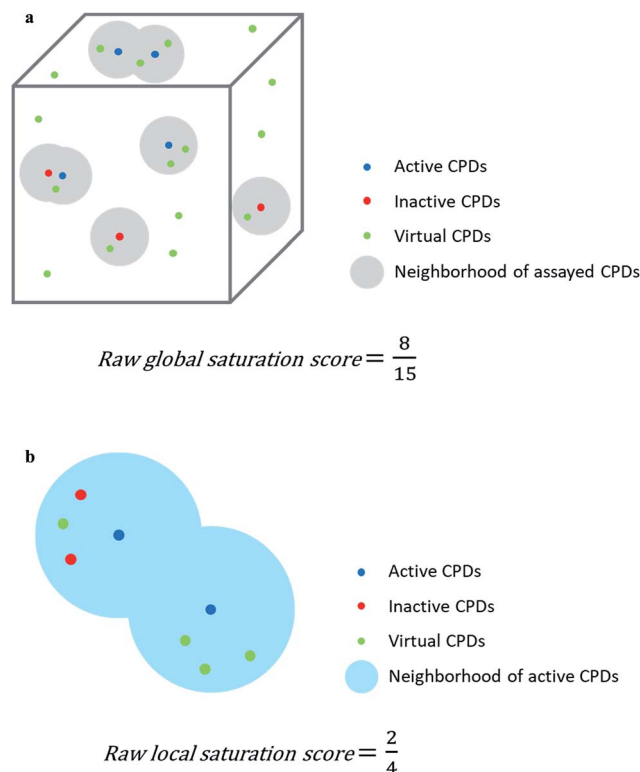 a
Active CPDs
Inactive CPDs
Virtual CPDs
Neighborhood of assayed CPDs
Raw global saturation score = 8/15
b
Active CPDs
Inactive CPDs
Virtual CPDs
Neighborhood of active CPDs
Raw local saturation score = 2/4